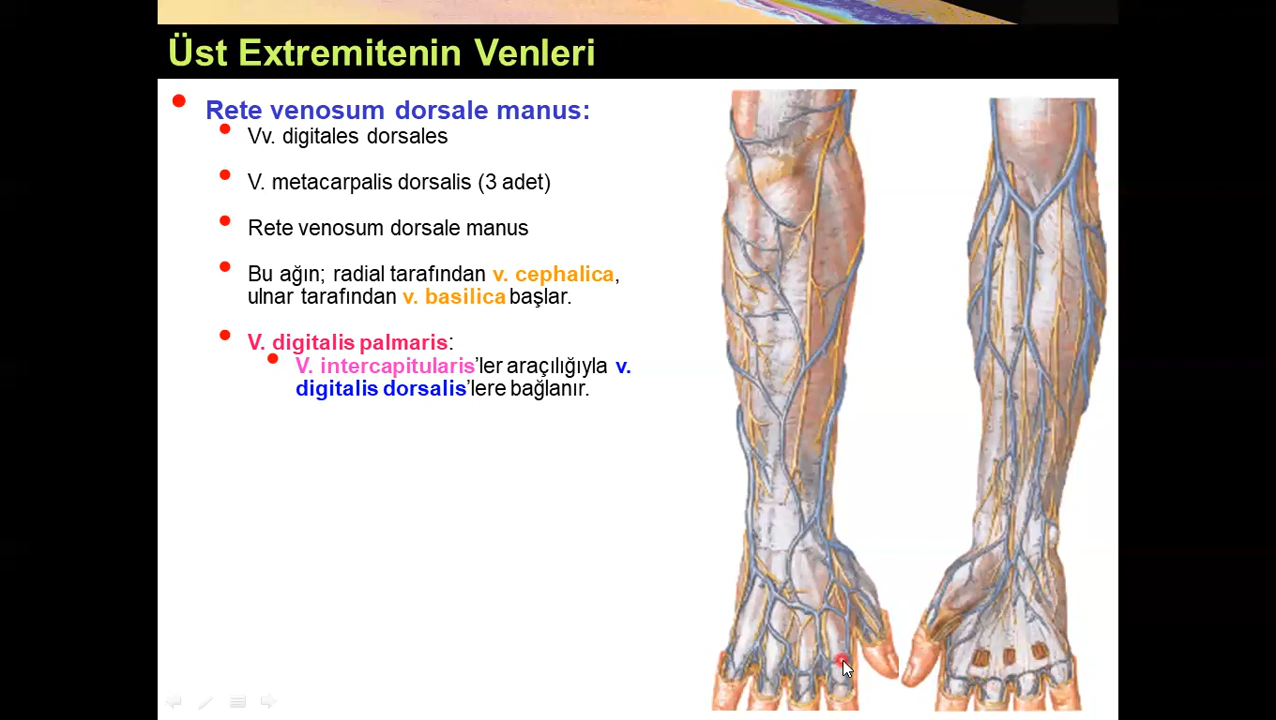 Üst Extremitenin Venleri
Rete venosum dorsale manus:
Vv. digitales dorsales
V. metacarpalis dorsalis (3 adet)
Rete venosum dorsale manus
Bu ağın; radial tarafından v. cephalica,
ulnar tarafından v. basilica başlar.
V. digitalis palmaris:
V. intercapitularis’ler aracılığıyla v.
digitalis dorsalis’lere bağlanır.